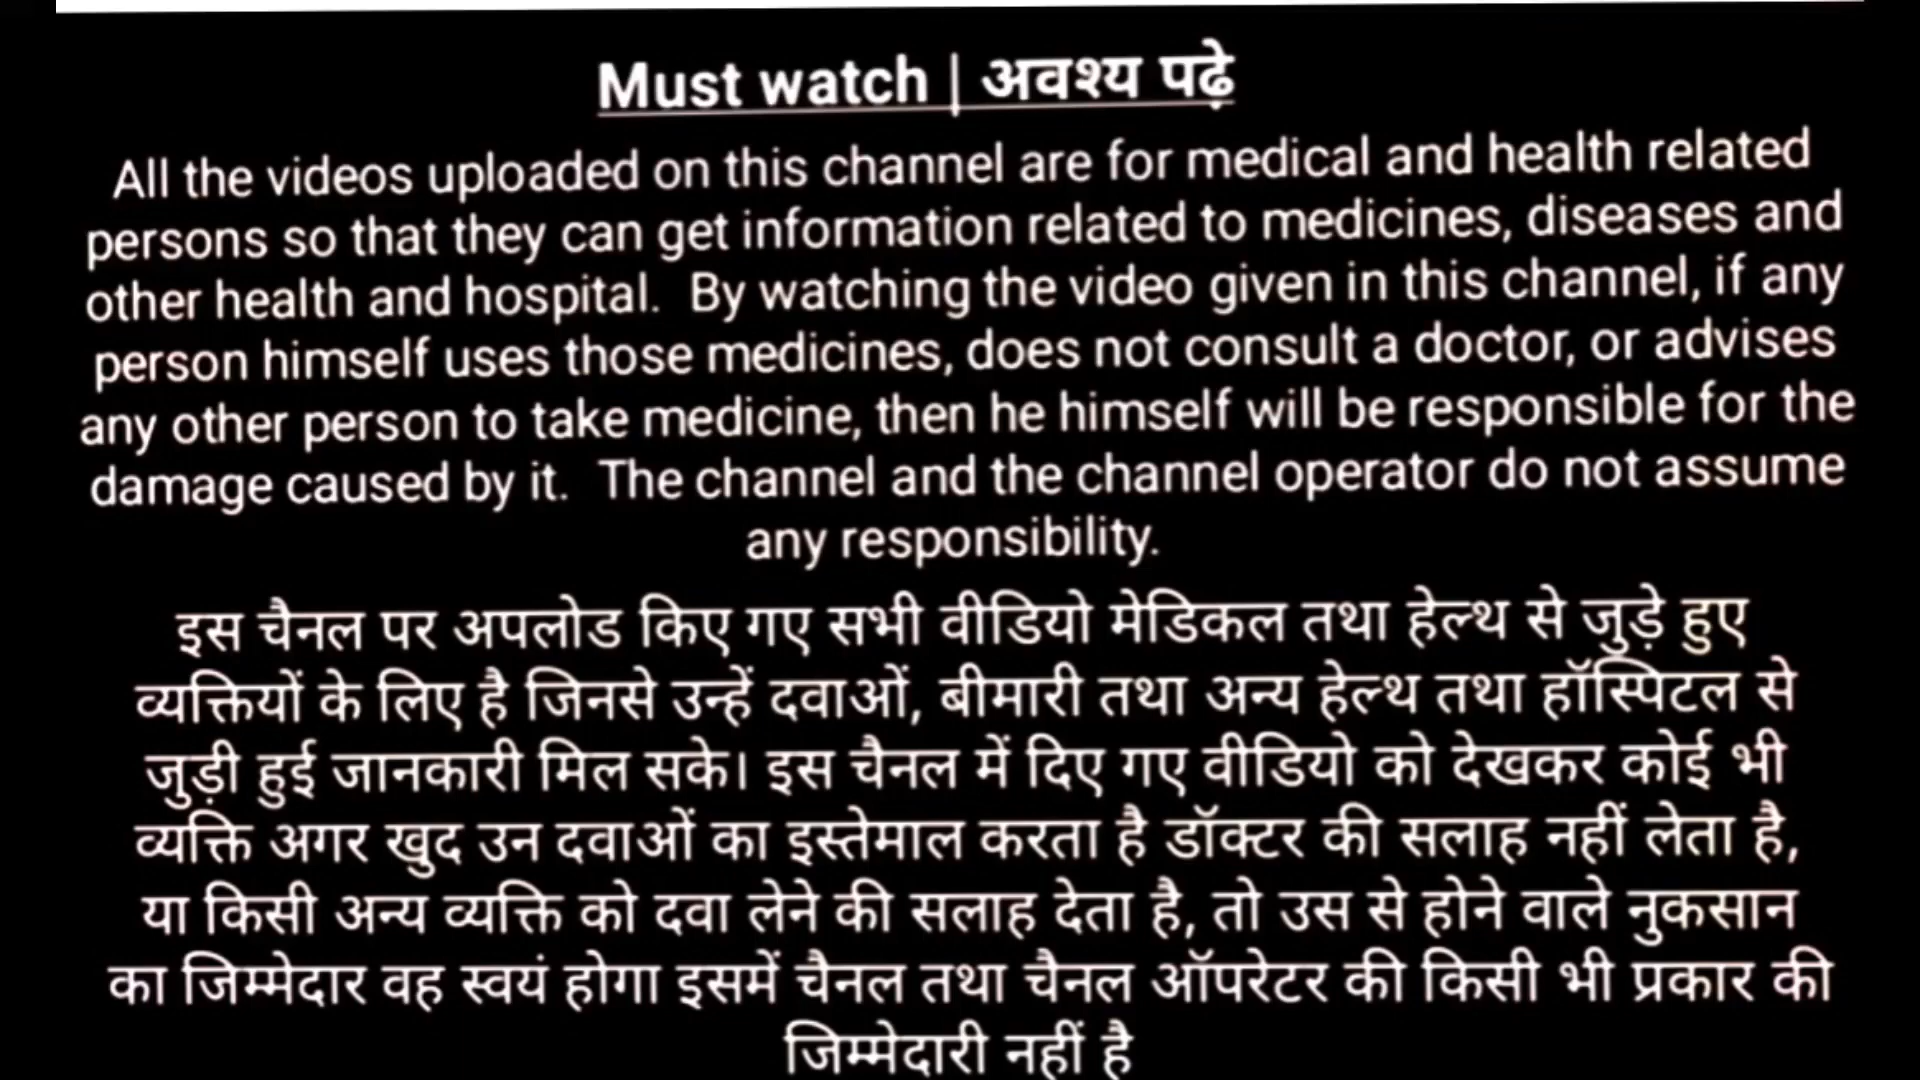 Must watch | अवश्य पढ़े
All the videos uploaded on this channel are for medical and health related
persons so that they can get information related to medicines, diseases and
other health and hospital. By watching the video given in this channel, if any
person himself uses those medicines, does not consult a doctor, or advises
any other person to take medicine, then he himself will be responsible for the
damage caused by it. The channel and the channel operator do not assume
any responsibility.
इस चैनल पर अपलोड किए गए सभी वीडियो मेडिकल तथा हेल्थ से जुड़े हुए
व्यक्तियों के लिए है जिनसे उन्हें दवाओं, बीमारी तथा अन्य हेल्थ तथा हॉस्पिटल से
जुड़ी हुई जानकारी मिल सके। इस चैनल में दिए गए वीडियो को देखकर कोई भी
व्यक्ति अगर खुद उन दवाओं का इस्तेमाल करता है डॉक्टर की सलाह नहीं लेता है,
या किसी अन्य व्यक्ति को दवा लेने की सलाह देता है, तो उस से होने वाले नुकसान
का जिम्मेदार वह स्वयं होगा इसमें चैनल तथा चैनल ऑपरेटर की किसी भी प्रकार की
जिम्मेदारी नहीं है